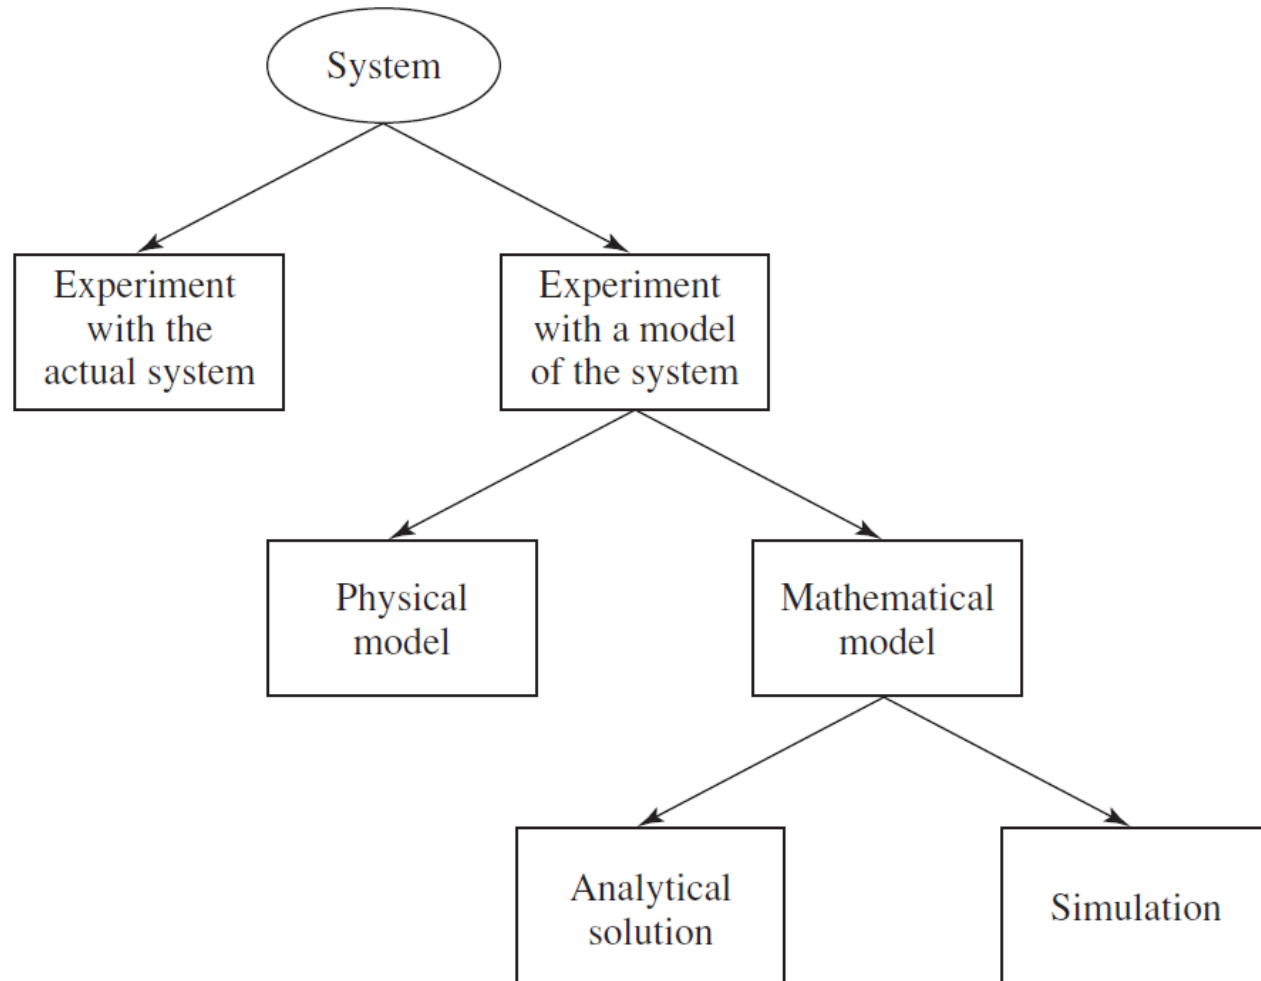 System
Experiment
with the
actual system
Experiment
with a model
of the system
Physical
model
Mathematical
model
Analytical
solution
Simulation